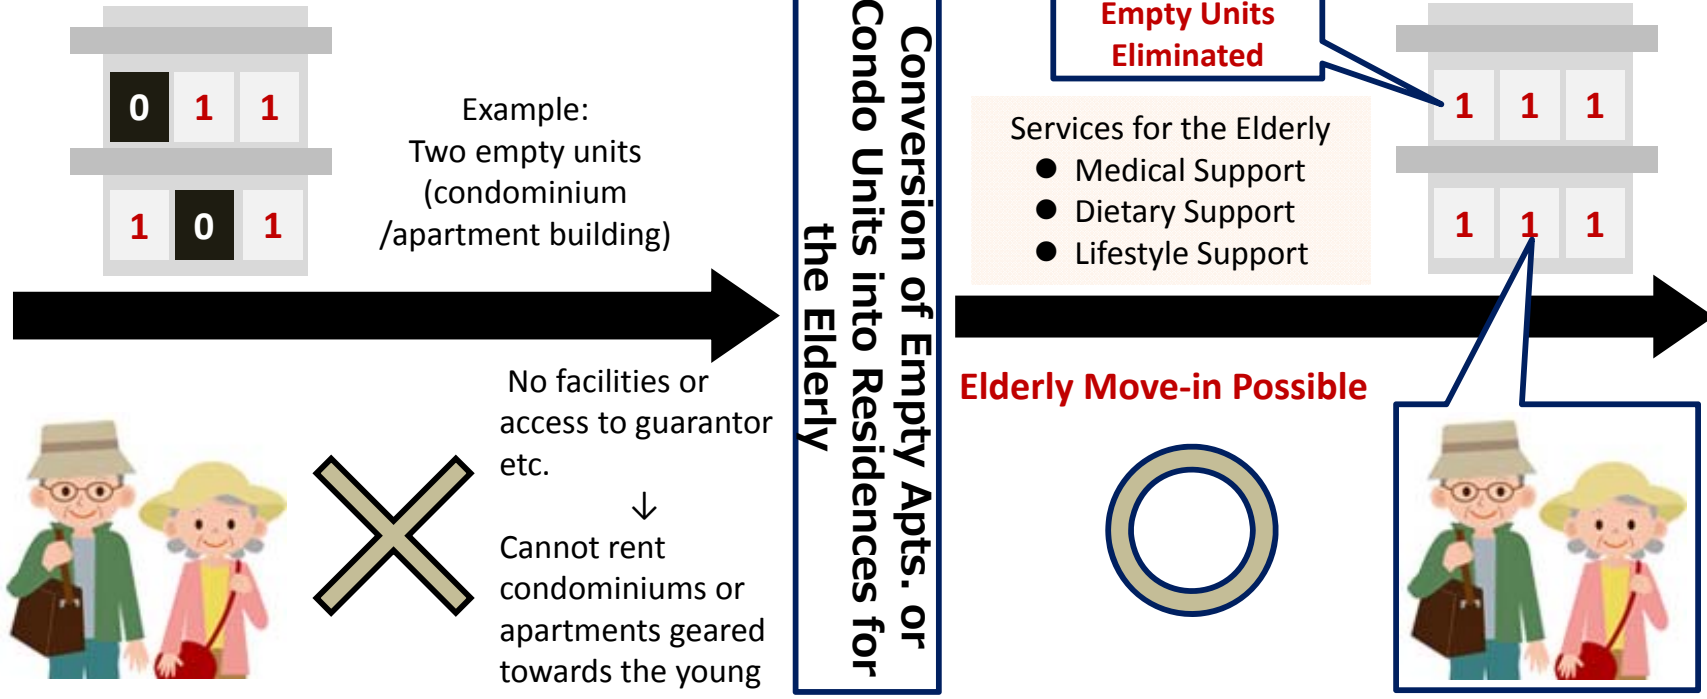 0 1 1
1 0 1
Example:
Two empty units
(condominium
/apartment building)
No facilities or
access to guarantor
etc.
↓
Cannot rent
condominiums or
apartments geared
towards the young
Conversion of Empty Apts. or
Condo Units into Residences for
the Elderly
Empty Units
Eliminated
Services for the Elderly
● Medical Support
● Dietary Support
● Lifestyle Support
1 1 1
1 1 1
Elderly Move-in Possible